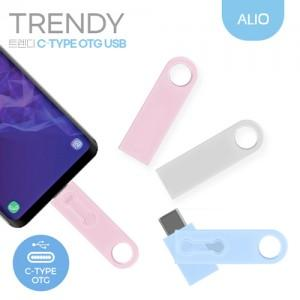 TRENDY
트렌디 C-TYPE OTG USB
ALIO
C-TYPE
OTG